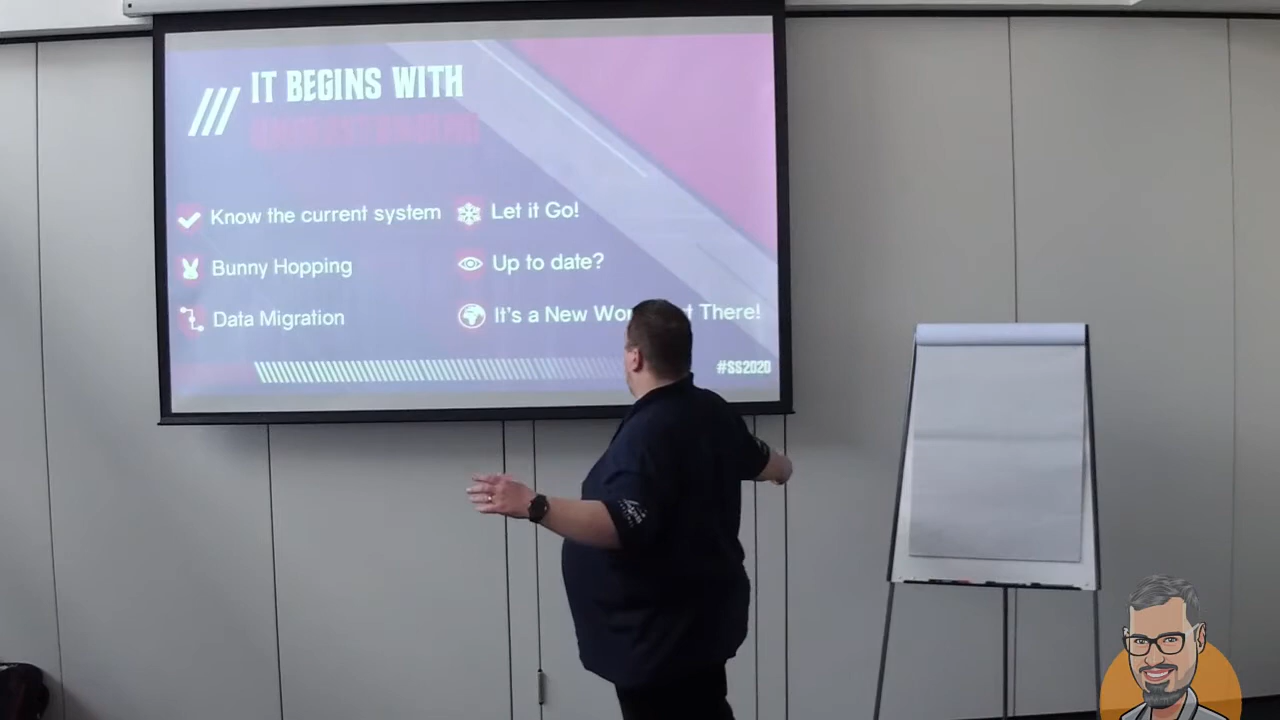 IT BEGINS WITH
Know the current system
Bunny Hopping
Data Migration
Let it Go!
Up to date?
It's a New There!
#SS2020